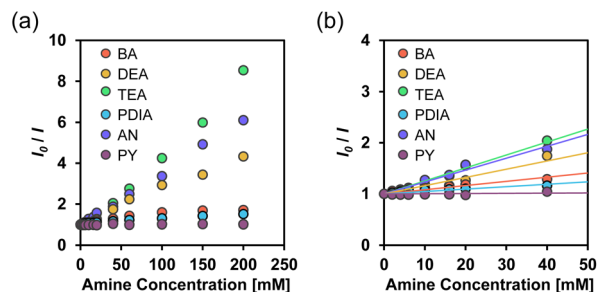 (a)
10
8
6
4
2
0
I0 / I
BA
DEA
TEA
PDIA
AN
PY
0 50 100 150 200 250
Amine Concentration [mM]
(b)
4
3
2
1
0
I0 / I
BA
DEA
TEA
PDIA
AN
PY
0 10 20 30 40 50
Amine Concentration [mM]